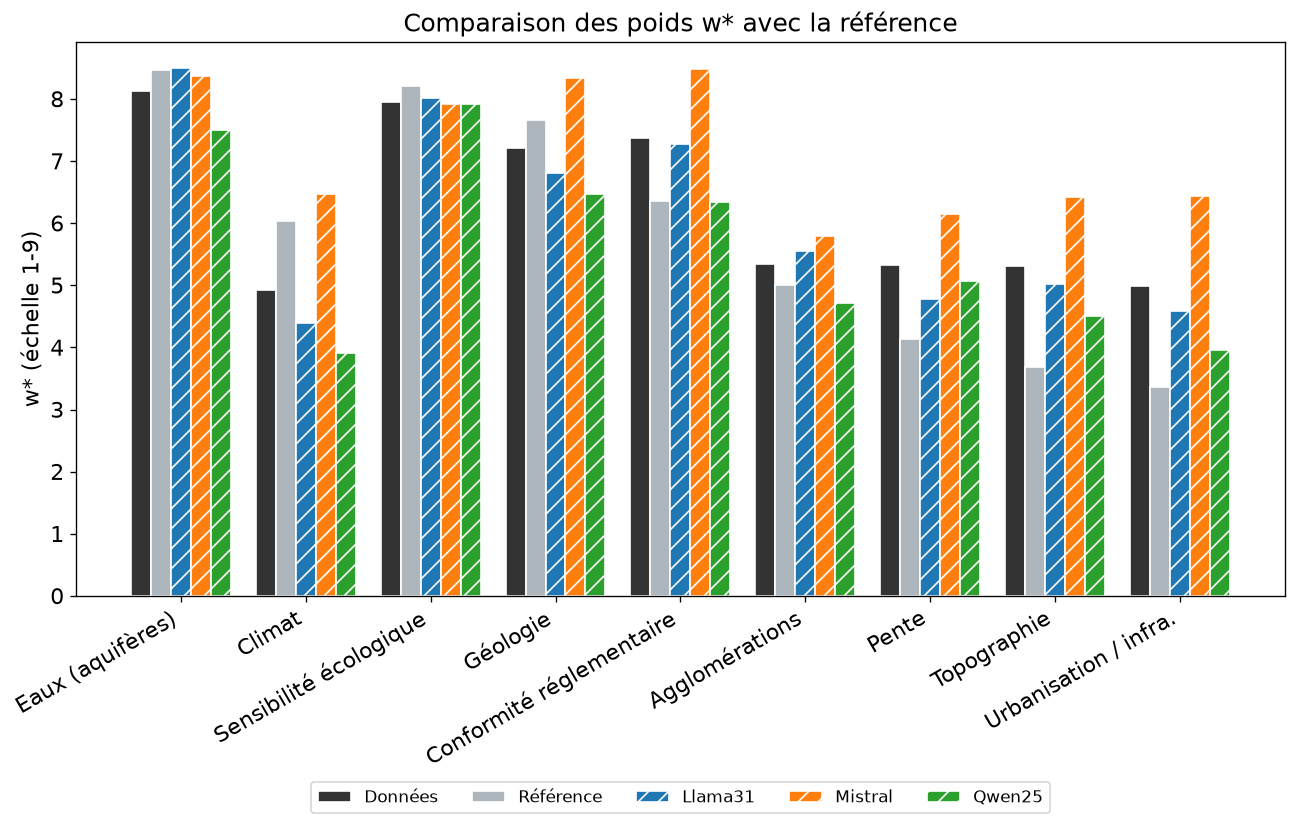 Comparaison des poids w* avec la référence
w* (échelle 1-9)
8
7
6
5
4
3
2
1
0
Eaux (aquifères)
Climat
Sensibilité écologique
Géologie
Conformité réglementaire
Agglomérations
Pente
Topographie
Urbanisation / infra.
Données Référence Llama31 Mistral Qwen25